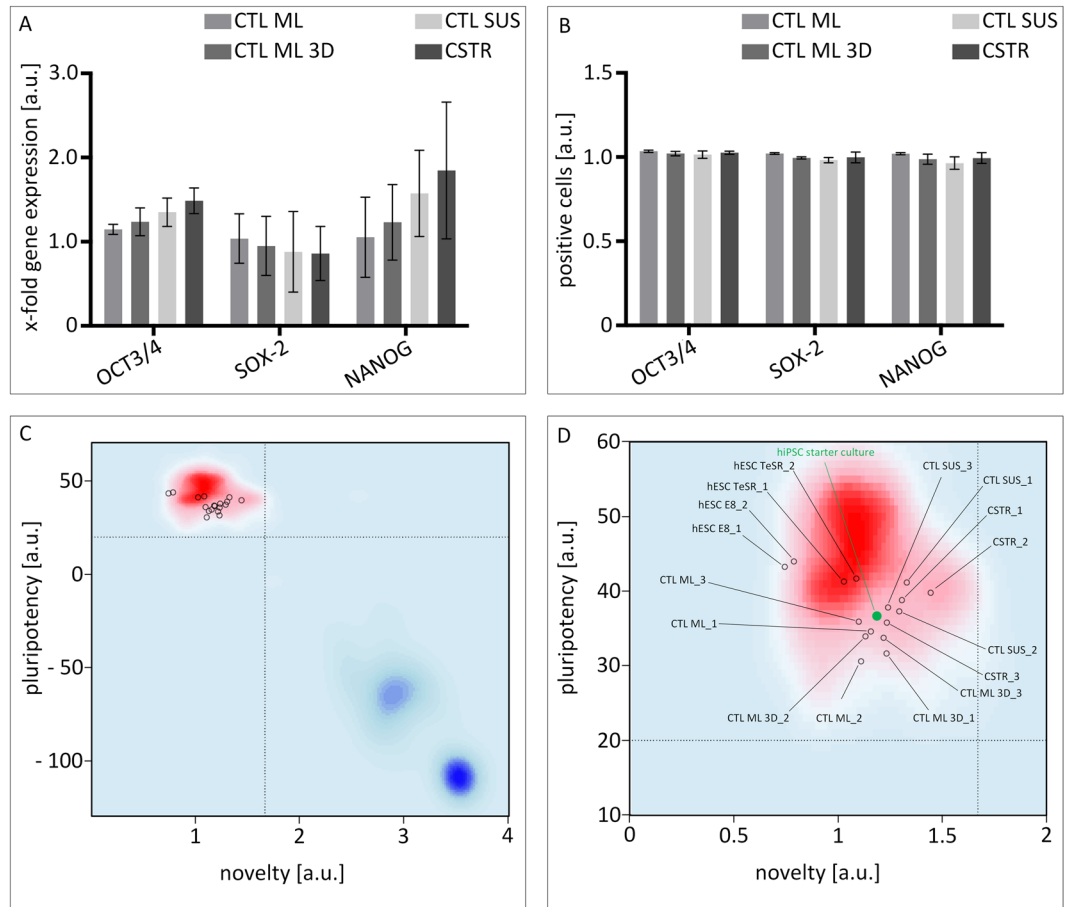 A
CTL ML
CTL SUS
CTL ML 3D
CSTR
x-fold gene expression [a.u.]
3.0
2.0
1.0
0
OCT3/4
SOX-2
NANOG
B
CTL ML
CTL SUS
CTL ML 3D
CSTR
positive cells [a.u.]
1.5
1.0
0.5
0
OCT3/4
SOX-2
NANOG
C
pluripotency [a.u.]
50
0
- 50
- 100
1
2
3
4
novelty [a.u.]
D
pluripotency [a.u.]
60
50
40
30
20
10
0
0.5
1
1.5
2
novelty [a.u.]
hiPSC starter culture
hESC TeSR_2
hESC TeSR_1
hESC E8_2
hESC E8_1
CTL ML_3
CTL ML_1
CTL ML 3D_2
CTL ML_2
CTL SUS_3
CTL SUS_1
CSTR_1
CSTR_2
CTL SUS_2
CSTR_3
CTL ML 3D_3
CTL ML 3D_1